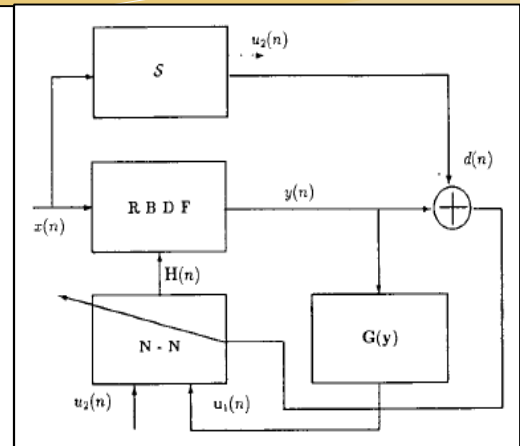 u₂(n)
S
d(n)
R B D F
y(n)
x(n)
H(n)
N - N
G(y)
u₂(n)
u₁(n)